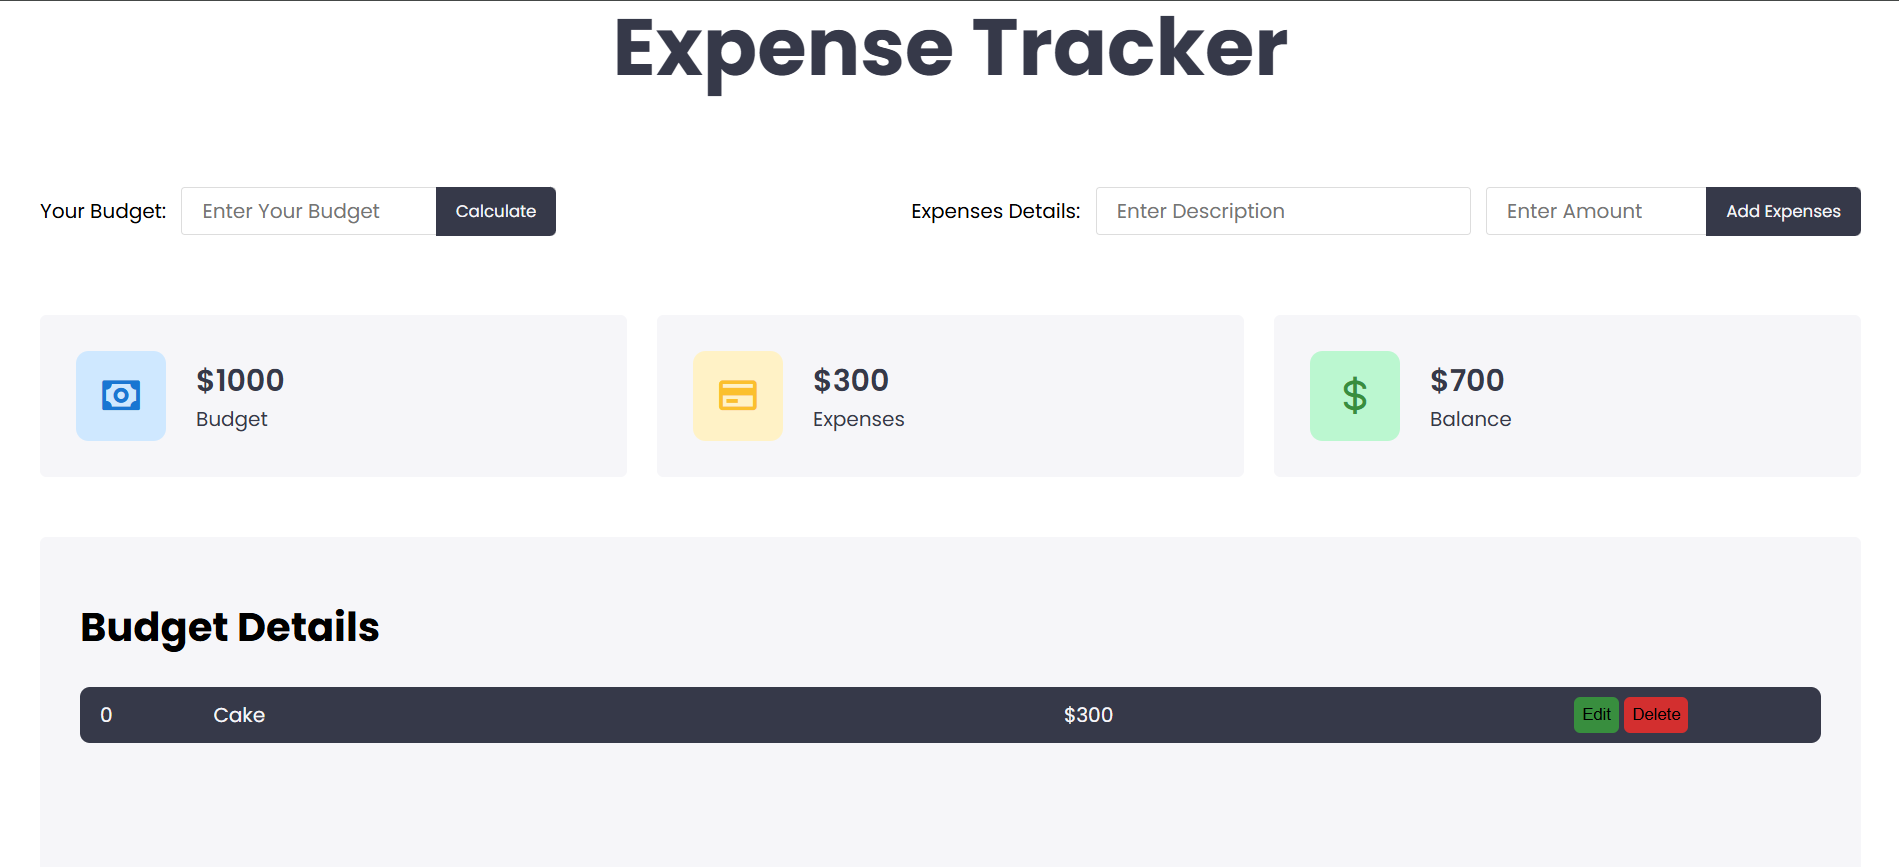 Expense Tracker
Your Budget: Enter Your Budget Calculate Expenses Details: Enter Description Enter Amount Add Expenses
$1000
Budget
$300
Expenses
$
$700
Balance
Budget Details
0 Cake $300 Edit Delete